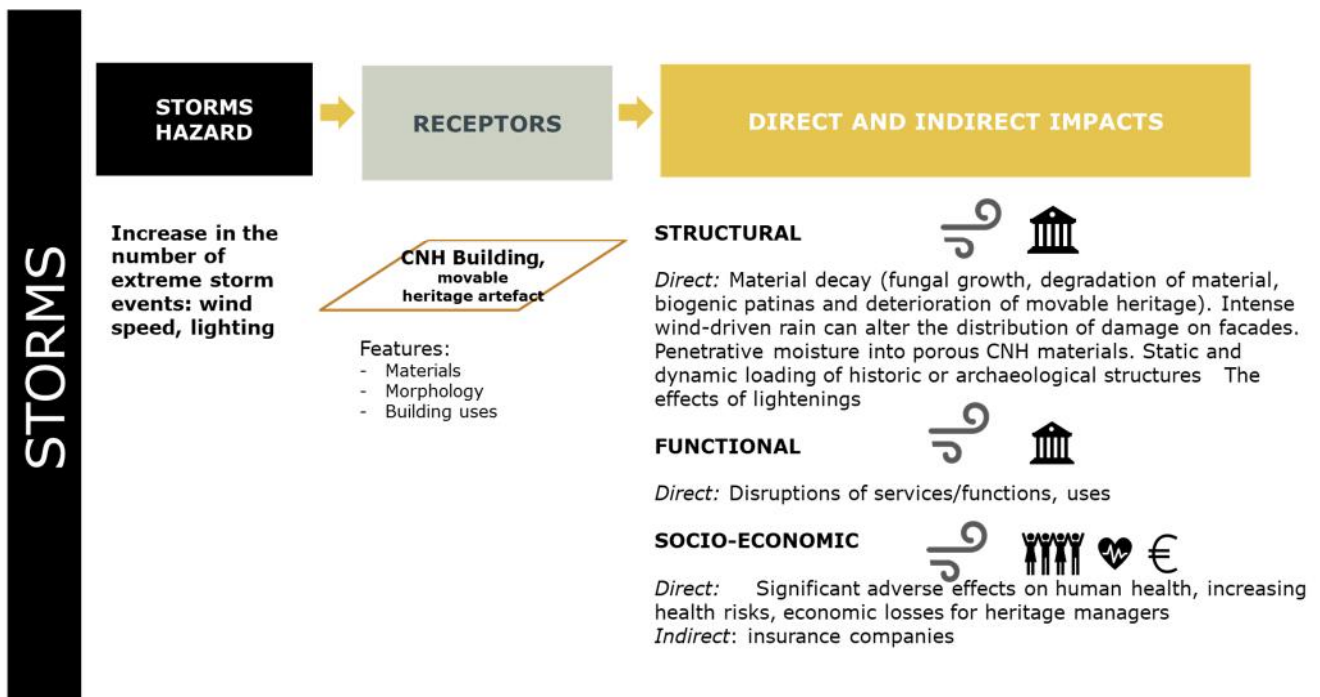 STORMS
STORMS
HAZARD
RECEPTORS
DIRECT AND INDIRECT IMPACTS
Increase in the
number of
extreme storm
events: wind
speed, lighting
CNH Building,
movable
heritage artefact
Features:
- Materials
- Morphology
- Building uses
STRUCTURAL
Direct: Material decay (fungal growth, degradation of material,
biogenic patinas and deterioration of movable heritage). Intense
wind-driven rain can alter the distribution of damage on facades.
Penetrative moisture into porous CNH materials. Static and
dynamic loading of historic or archaeological structures The
effects of lightenings
FUNCTIONAL
Direct: Disruptions of services/functions, uses
SOCIO-ECONOMIC
€
Direct: Significant adverse effects on human health, increasing
health risks, economic losses for heritage managers
Indirect: insurance companies